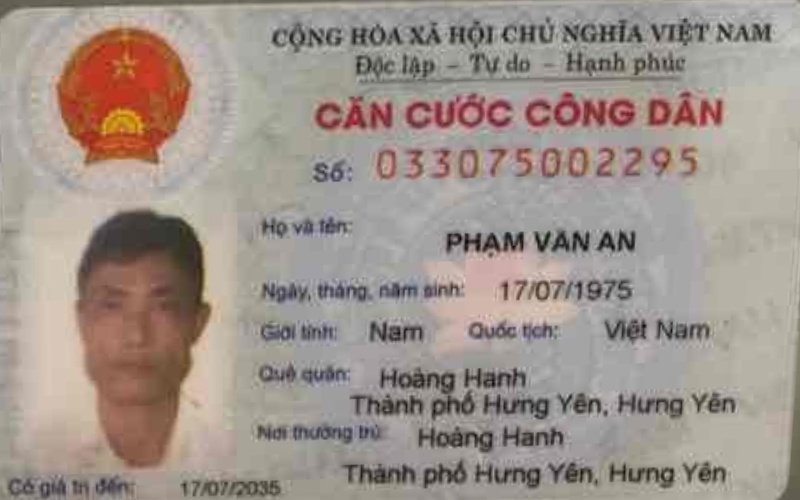 CỘNG HÒA XÃ HỘI CHỦ NGHĨA VIỆT NAM
Độc lập - Tự do - Hạnh phúc
CĂN CƯỚC CÔNG DÂN
Số: 033075002295
Họ và tên: PHẠM VĂN AN
Ngày, tháng, năm sinh: 17/07/1975
Giới tính: Nam Quốc tịch: Việt Nam
Quê quán: Hoàng Hanh
Thành phố Hưng Yên, Hưng Yên
Nơi thường trú: Hoàng Hanh
Thành phố Hưng Yên, Hưng Yên
Có giá trị đến: 17/07/2035